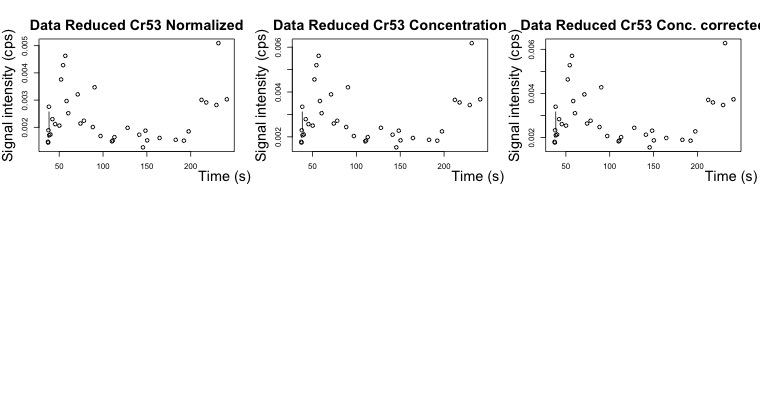 Data Reduced Cr53 Normalized
Signal intensity (cps)
0.005
0.004
0.003
0.002
50 100 150 200
Time (s)
Data Reduced Cr53 Concentration
Signal intensity (cps)
0.006
0.004
0.002
50 100 150 200
Time (s)
Data Reduced Cr53 Conc. corrected
Signal intensity (cps)
0.006
0.004
0.002
50 100 150 200
Time (s)